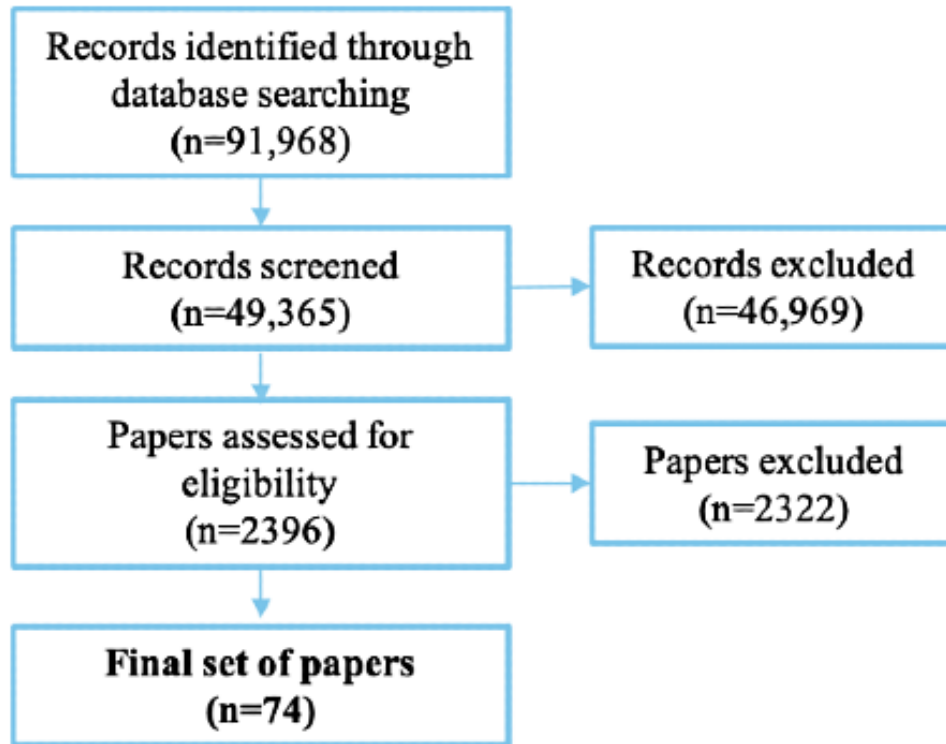 Records identified through
database searching
(n=91,968)
Records screened
(n=49,365)
Records excluded
(n=46,969)
Papers assessed for
eligibility
(n=2396)
Papers excluded
(n=2322)
Final set of papers
(n=74)